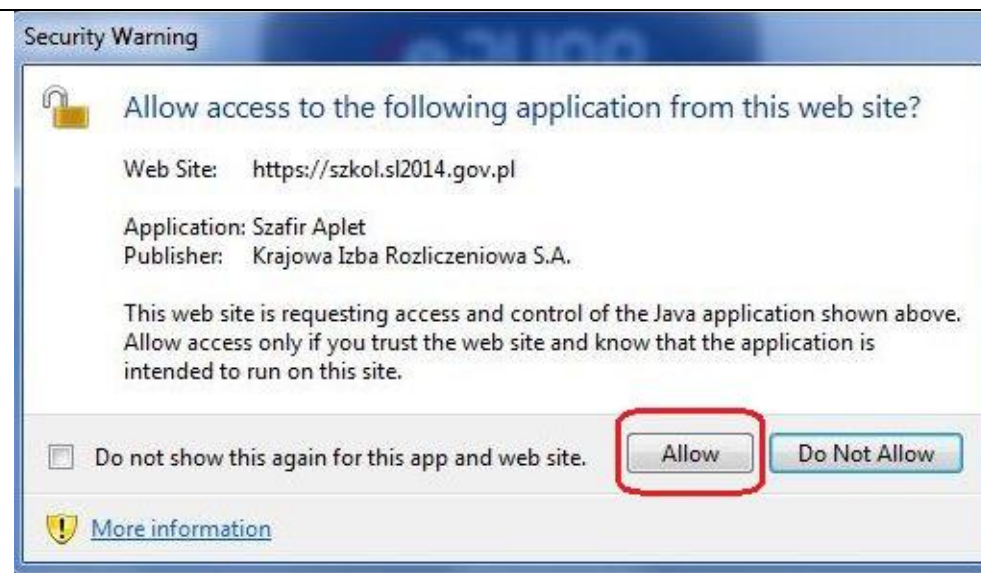 Security Warning
Allow access to the following application from this web site?
Web Site: https://szkol.sl2014.gov.pl
Application: Szafir Aplet
Publisher: Krajowa Izba Rozliczeniowa S.A.
This web site is requesting access and control of the Java application shown above.
Allow access only if you trust the web site and know that the application is
intended to run on this site.
Do not show this again for this app and web site.
Allow
Do Not Allow
More information